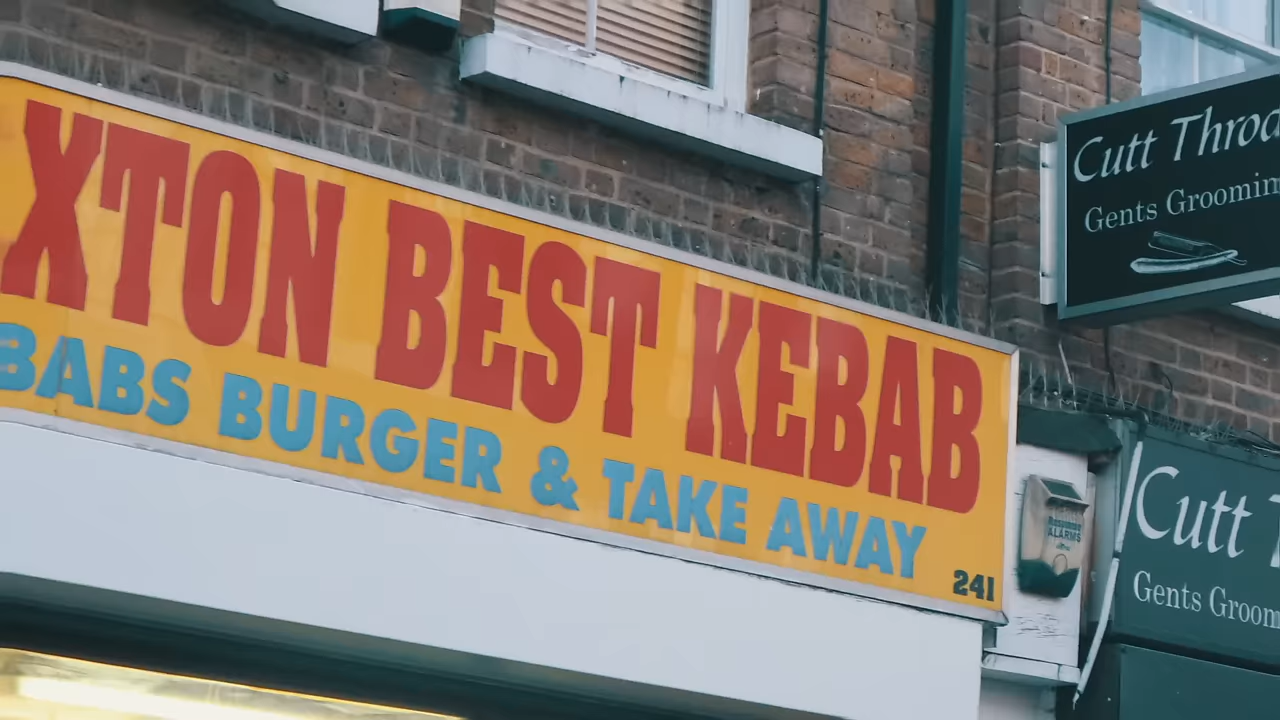 XTON BEST KEBAB
BABS BURGER & TAKE AWAY
241
Cutt Throa
Gents Groomin
ALARMS
Cutt T
Gents Groom